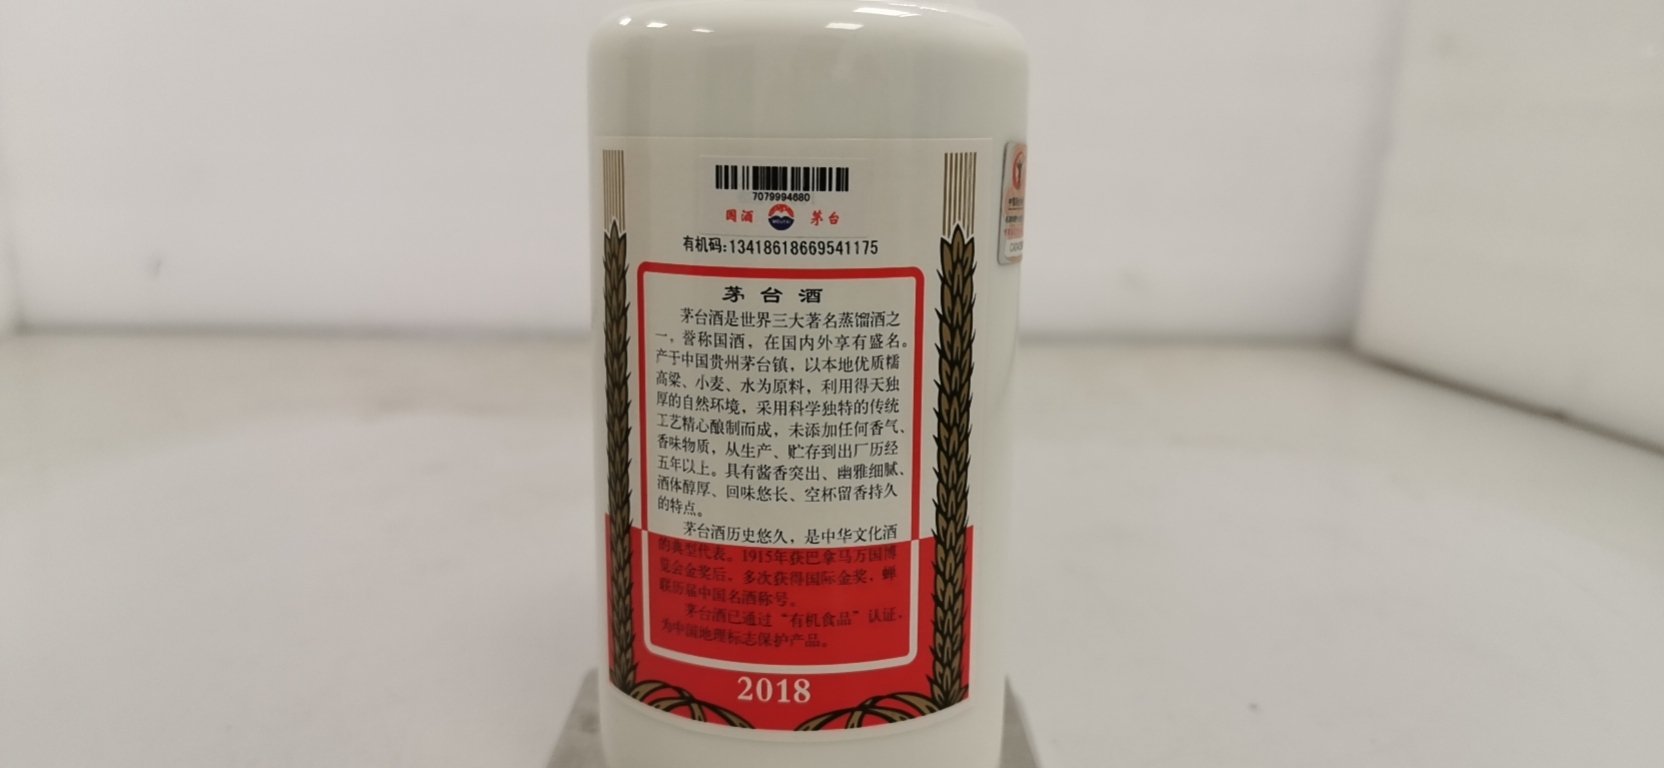 7079994680
国酒 茅台
有机码:13418618669541175
茅台酒
茅台酒是世界三大著名蒸馏酒之
一，誉称国酒，在国内外享有盛名。
产于中国贵州茅台镇，以本地优质糯
高粱、小麦、水为原料，利用得天独
厚的自然环境，采用科学独特的传统
工艺精心酿制而成，未添加任何香气、
香味物质，从生产、贮存到出厂历经
五年以上。具有酱香突出、幽雅细腻、
酒体醇厚、回味悠长、空杯留香持久
的特点。
茅台酒历史悠久，是中华文化酒
的典型代表。1915年获巴拿马万国博
览会金奖后，多次获得国际金奖，蝉
联历届中国名酒称号。
茅台酒已通过“有机食品”认证，
为中国地理标志保护产品。
2018